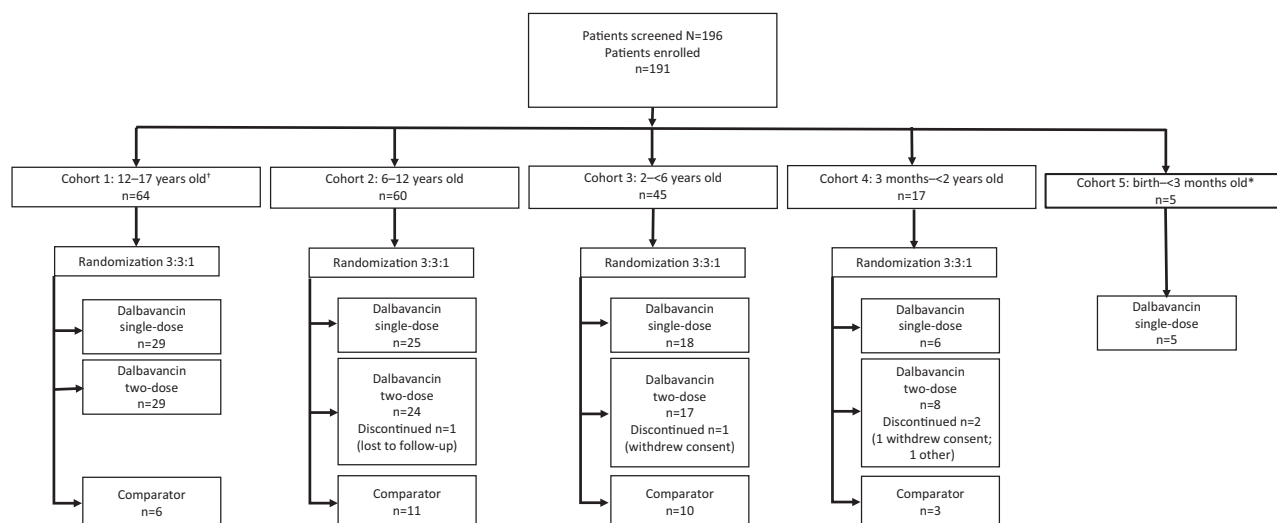 Patients screened N=196
Patients enrolled
n=191
Cohort 1: 12–17 years old†
n=64
Cohort 2: 6–12 years old
n=60
Cohort 3: 2–<6 years old
n=45
Cohort 4: 3 months–<2 years old
n=17
Cohort 5: birth–<3 months old*
n=5
Randomization 3:3:1
Randomization 3:3:1
Randomization 3:3:1
Randomization 3:3:1
Dalbavancin
single-dose
n=29
Dalbavancin
single-dose
n=25
Dalbavancin
single-dose
n=18
Dalbavancin
single-dose
n=6
Dalbavancin
single-dose
n=5
Dalbavancin
two-dose
n=29
Dalbavancin
two-dose
n=24
Discontinued n=1
(lost to follow-up)
Dalbavancin
two-dose
n=17
Discontinued n=1
(withdrew consent)
Dalbavancin
two-dose
n=8
Discontinued n=2
(1 withdrew consent;
1 other)
Comparator
n=6
Comparator
n=11
Comparator
n=10
Comparator
n=3